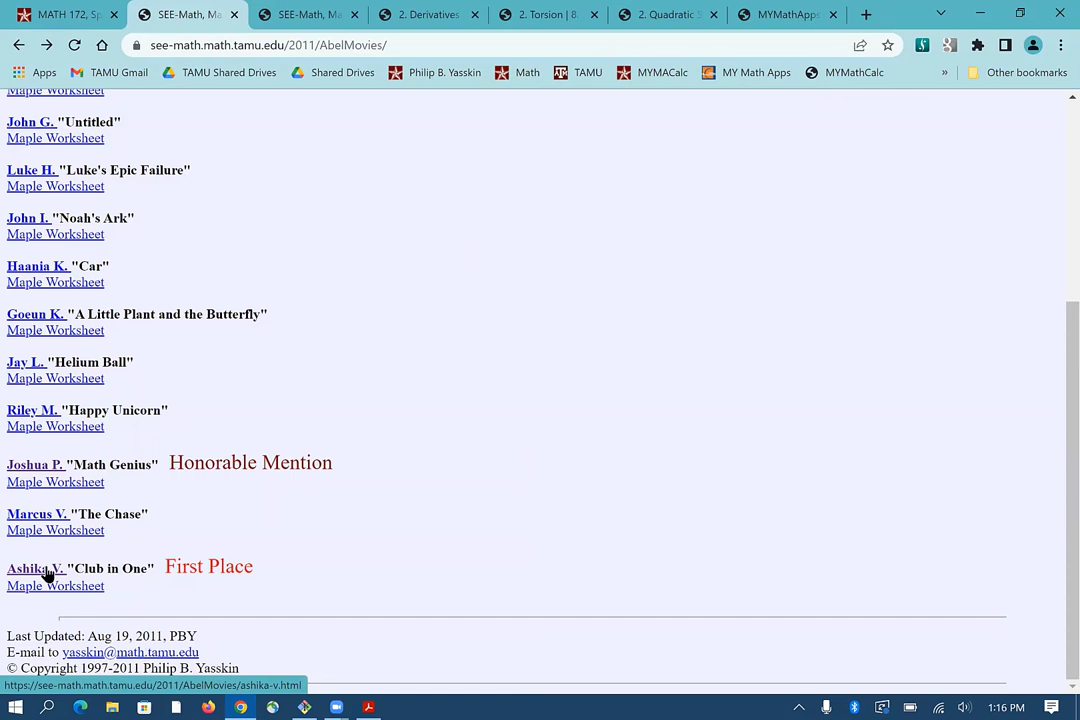 MATH 172, Sp
SEE-Math, Ma
SEE-Math, Ma
2. Derivatives
2. Torsion | 8.
2. Quadratic S
MYMathApps
see-math.math.tamu.edu/2011/AbelMovies/
Apps TAMU Gmail TAMU Shared Drives Shared Drives Philip B. Yasskin Math TAMU MYMACalc MY Math Apps MYMathCalc » Other bookmarks
Maple Worksheet
John G. "Untitled"
Maple Worksheet
Luke H. "Luke's Epic Failure"
Maple Worksheet
John I. "Noah's Ark"
Maple Worksheet
Haania K. "Car"
Maple Worksheet
Goeun K. "A Little Plant and the Butterfly"
Maple Worksheet
Jay L. "Helium Ball"
Maple Worksheet
Riley M. "Happy Unicorn"
Maple Worksheet
Joshua P. "Math Genius" Honorable Mention
Maple Worksheet
Marcus V. "The Chase"
Maple Worksheet
Ashika V. "Club in One" First Place
Maple Worksheet
Last Updated: Aug 19, 2011, PBY
E-mail to yasskin@math.tamu.edu
© Copyright 1997-2011 Philip B. Yasskin
https://see-math.math.tamu.edu/2011/AbelMovies/ashika-v.html
1:16 PM